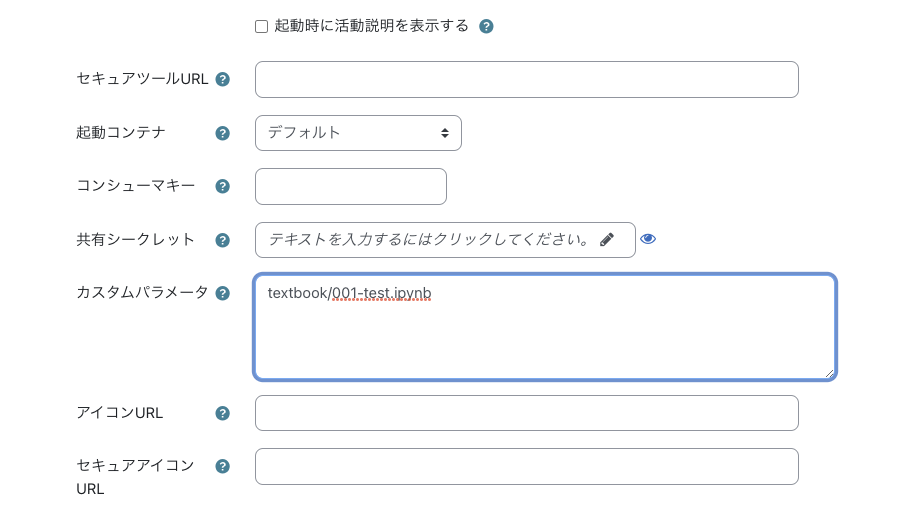 起動時に活動説明を表示する ?
セキュアツールURL ?
起動コンテナ ? デフォルト
コンシューマキー ?
共有シークレット ? テキストを入力するにはクリックしてください。
カスタムパラメータ ? textbook/001-test.ipynb
アイコンURL ?
セキュアアイコン ?
URL